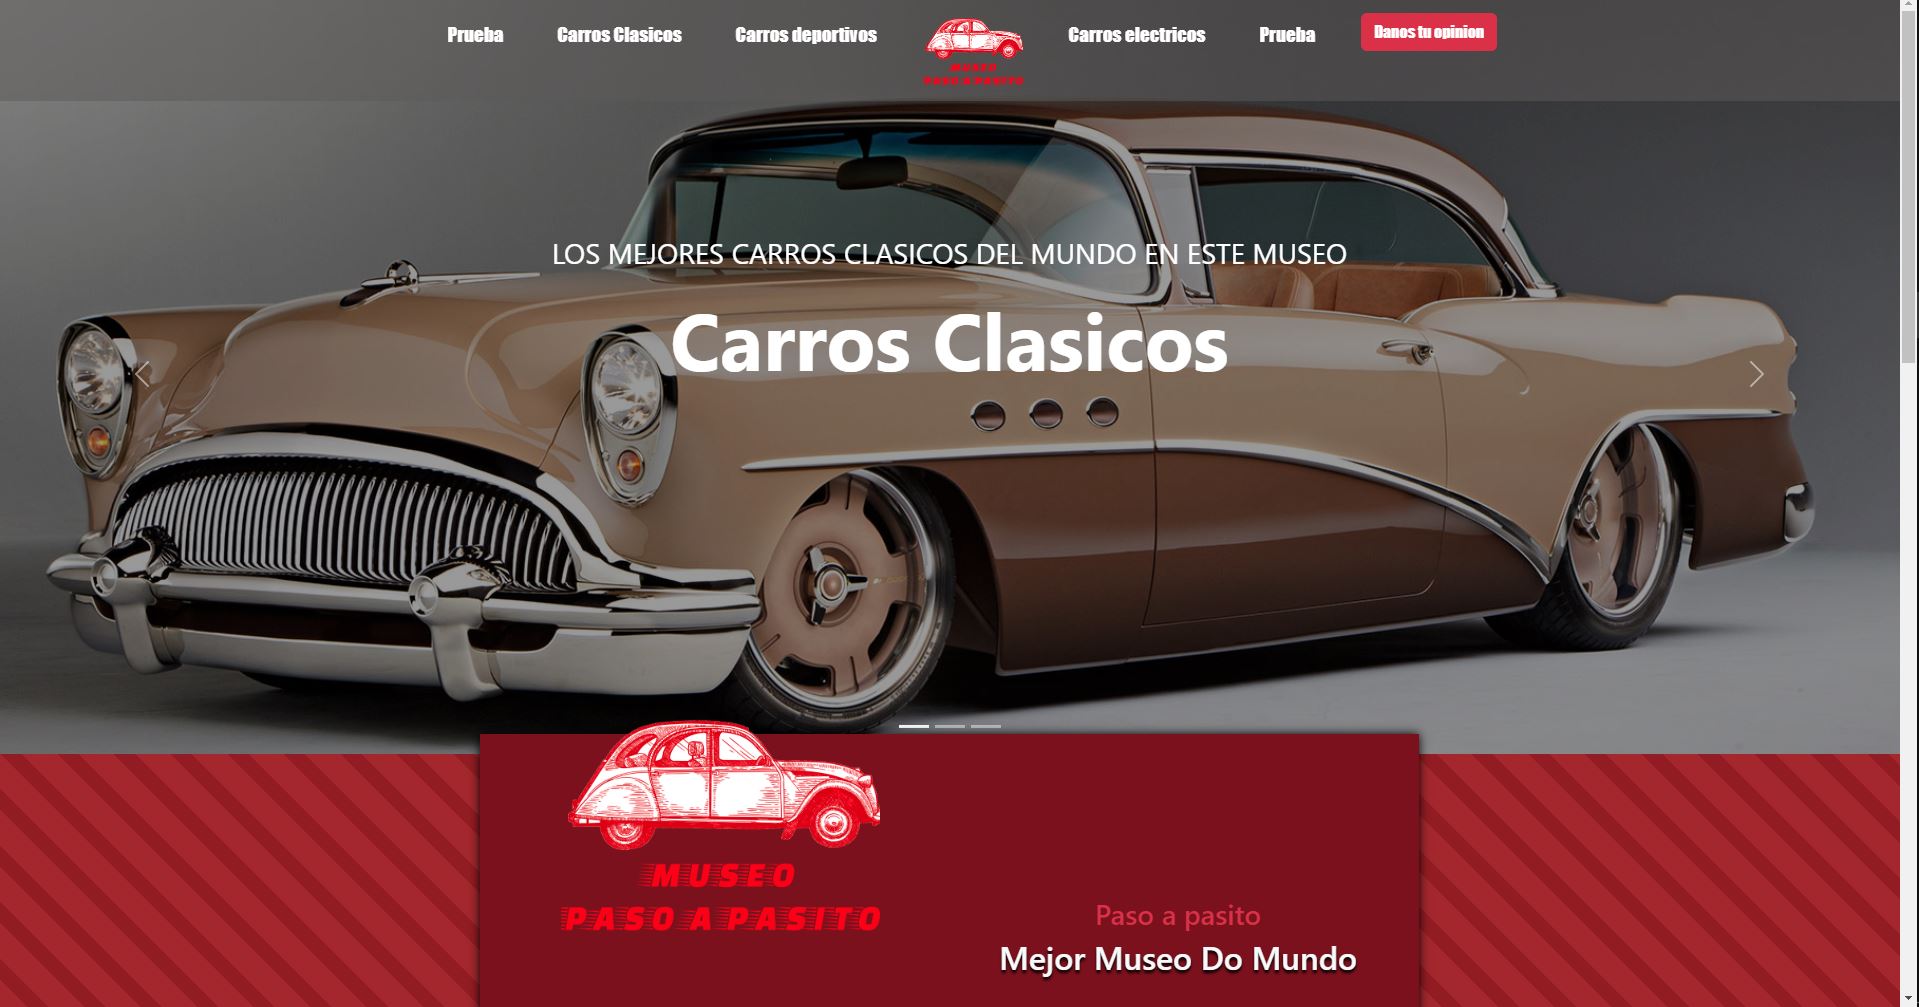 Prueba
Carros Clasicos
Carros deportivos
MUSEO
PASO A PASITO
Carros electricos
Prueba
Danos tu opinion
LOS MEJORES CARROS CLASICOS DEL MUNDO EN ESTE MUSEO
Carros Clasicos
MUSEO
PASO A PASITO
Paso a pasito
Mejor Museo Do Mundo